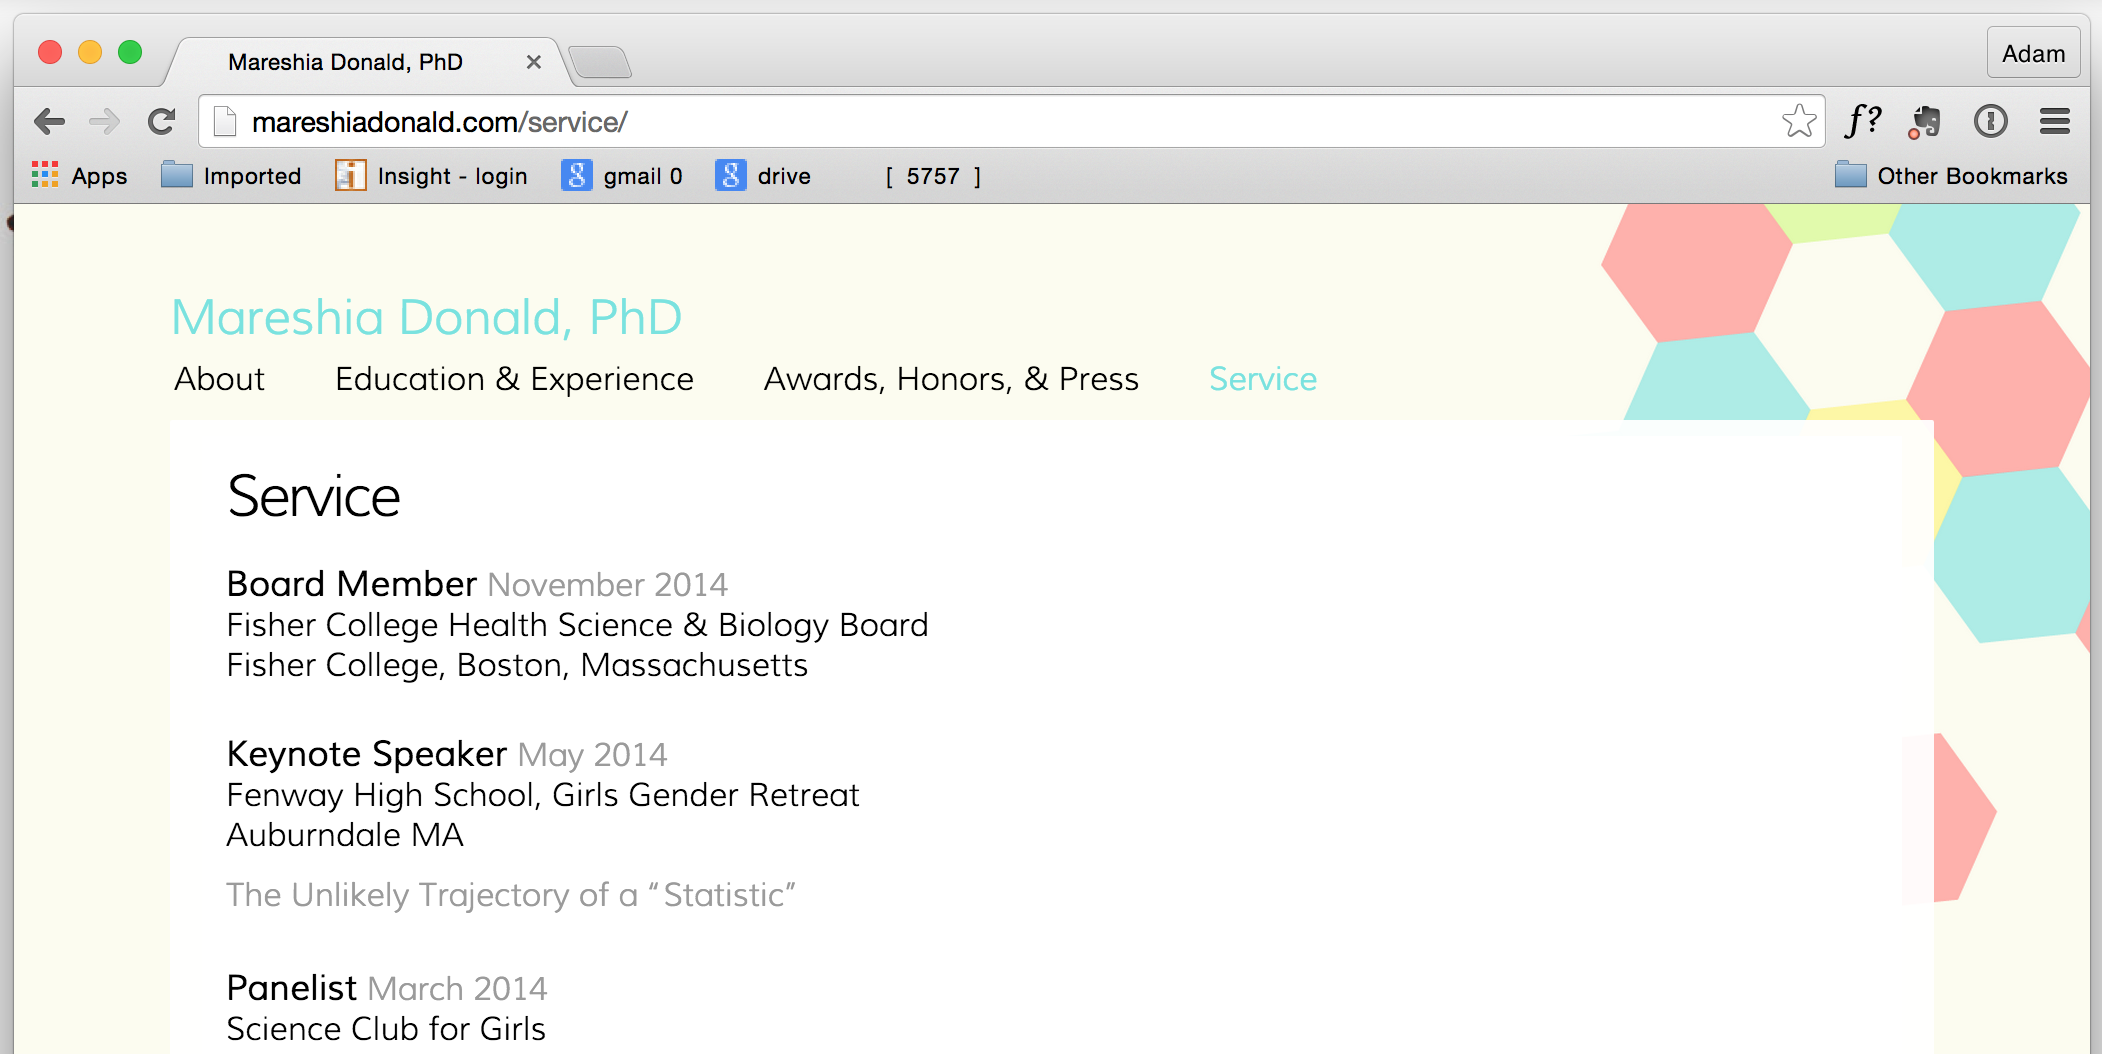 Mareshia Donald, PhD
Adam
mareshiadonald.com/service/
f?
Apps
Imported
Insight - login
gmail 0
drive
[ 5757 ]
Other Bookmarks
Mareshia Donald, PhD
About
Education & Experience
Awards, Honors, & Press
Service
Service
Board Member November 2014
Fisher College Health Science & Biology Board
Fisher College, Boston, Massachusetts
Keynote Speaker May 2014
Fenway High School, Girls Gender Retreat
Auburndale MA
The Unlikely Trajectory of a “Statistic”
Panelist March 2014
Science Club for Girls